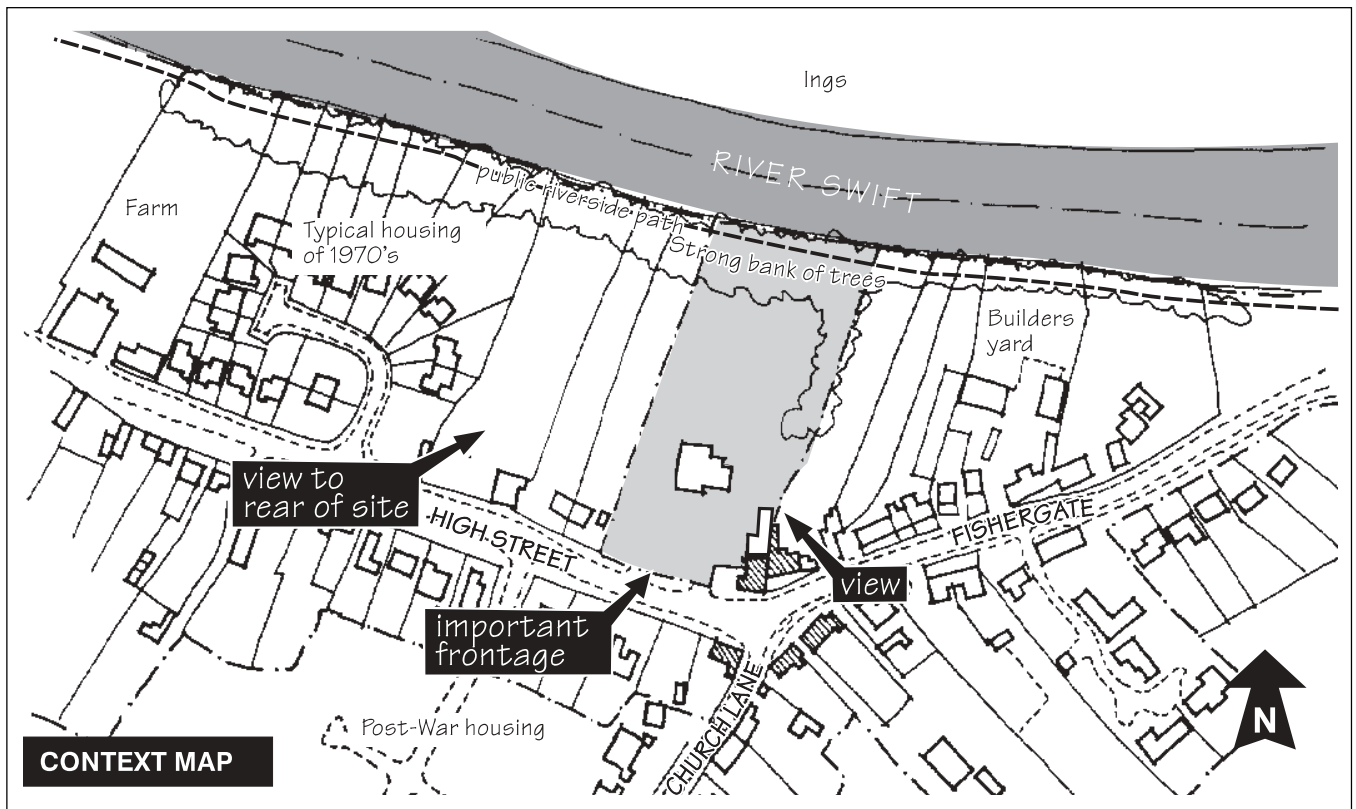 Ings
RIVER SWIFT
public riverside path
Strong bank of trees
Farm
Typical housing
of 1970's
Builders
yard
view to
rear of site
HIGH STREET
FISHERGATE
view
important
frontage
CHURCH LANE
Post-War housing
CONTEXT MAP
N